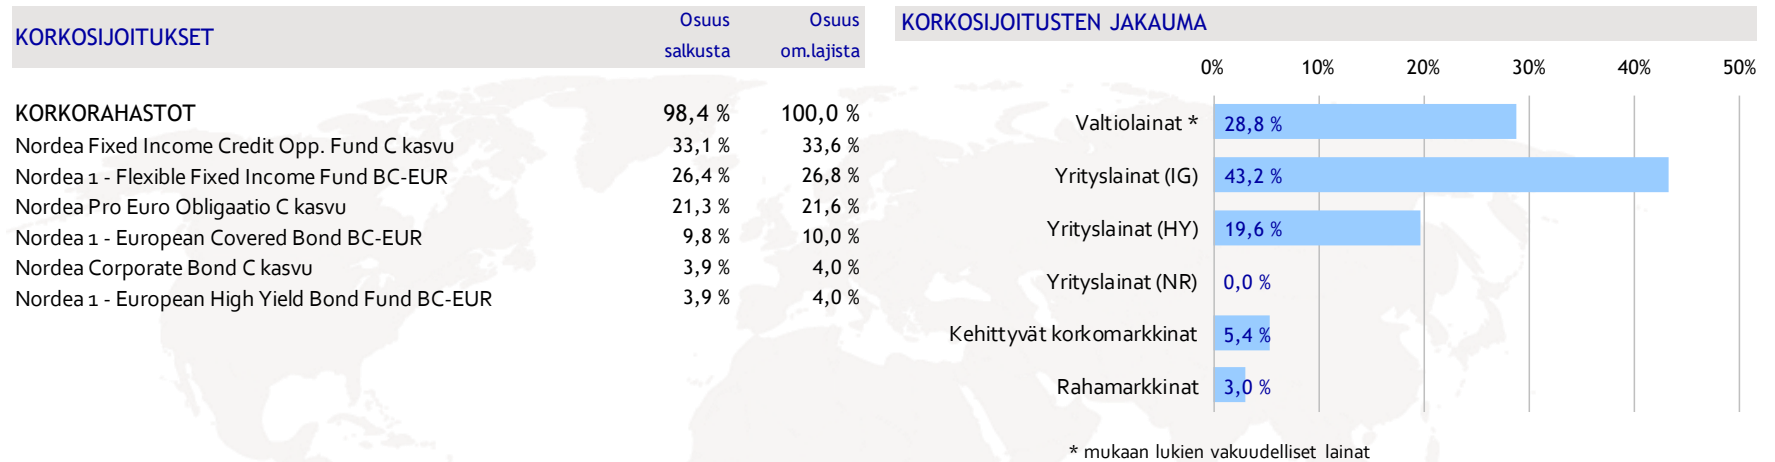 KORKOSIJOITUKSET Osuus salkusta Osuus om.lajista
KORKORAHASTOT 98,4 % 100,0 %
Nordea Fixed Income Credit Opp. Fund C kasvu 33,1 % 33,6 %
Nordea 1 - Flexible Fixed Income Fund BC-EUR 26,4 % 26,8 %
Nordea Pro Euro Obligaatio C kasvu 21,3 % 21,6 %
Nordea 1 - European Covered Bond BC-EUR 9,8 % 10,0 %
Nordea Corporate Bond C kasvu 3,9 % 4,0 %
Nordea 1 - European High Yield Bond Fund BC-EUR 3,9 % 4,0 %
KORKOSIJOITUSTEN JAKAUMA
0% 10% 20% 30% 40% 50%
Valtiolainat * 28,8 %
Yrityslainat (IG) 43,2 %
Yrityslainat (HY) 19,6 %
Yrityslainat (NR) 0,0 %
Kehittyvät korkomarkkinat 5,4 %
Rahamarkkinat 3,0 %
* mukaan lukien vakuudelliset lainat